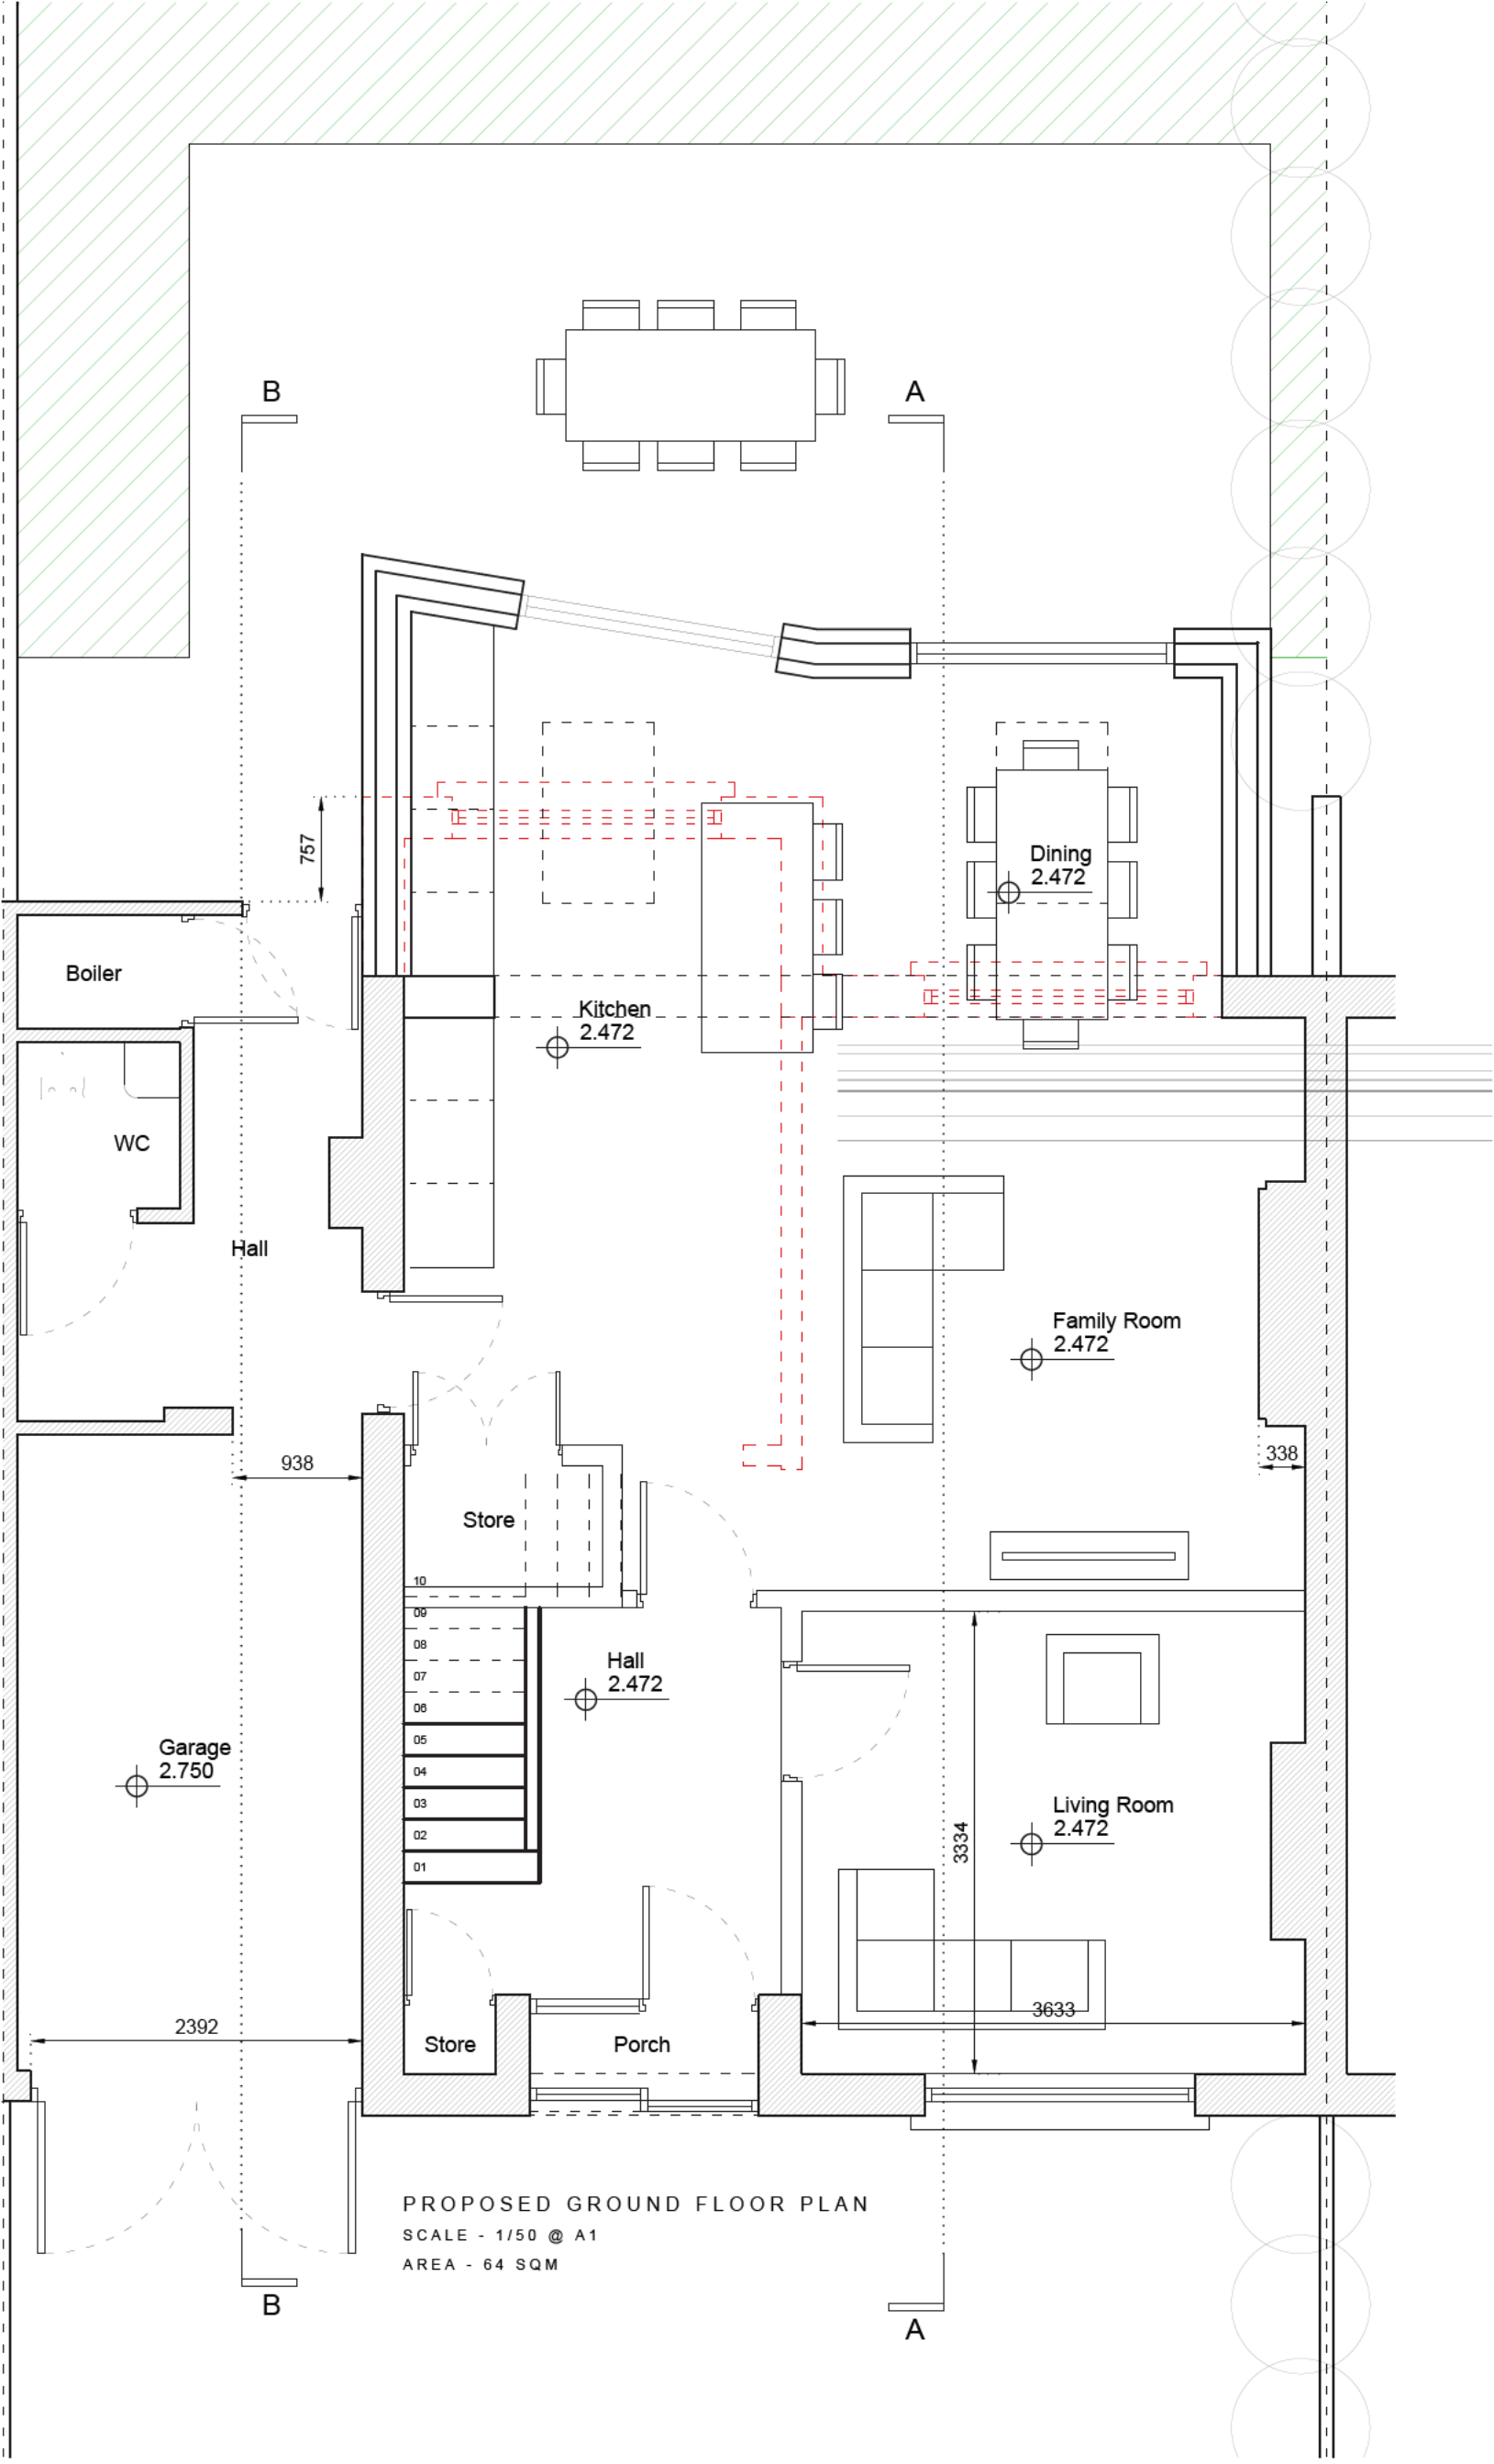 B
A
757
Dining
2.472
Boiler
Kitchen
2.472
WC
Hall
Family Room
2.472
938
338
Store
10
09
08
07
06
05
04
03
02
01
Hall
2.472
Garage
2.750
Living Room
2.472
3334
3633
2392
Store
Porch
PROPOSED GROUND FLOOR PLAN
SCALE - 1/50 @ A1
AREA - 64 SQM
B
A